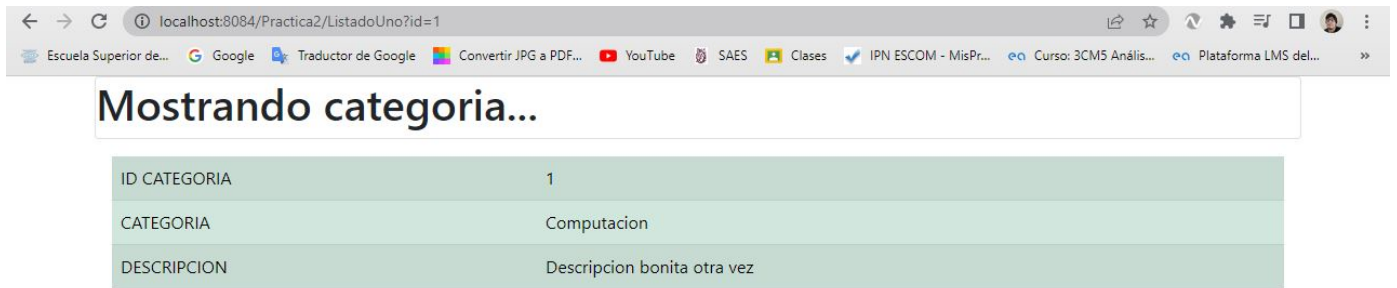 localhost:8084/Practica2/ListadoUno?id=1
Escuela Superior de... Google Traductor de Google Convertir JPG a PDF... YouTube SAES Clases IPN ESCOM - MisPr... Curso: 3CM5 Anális... Plataforma LMS del... »
Mostrando categoria...
ID CATEGORIA 1
CATEGORIA Computacion
DESCRIPCION Descripcion bonita otra vez